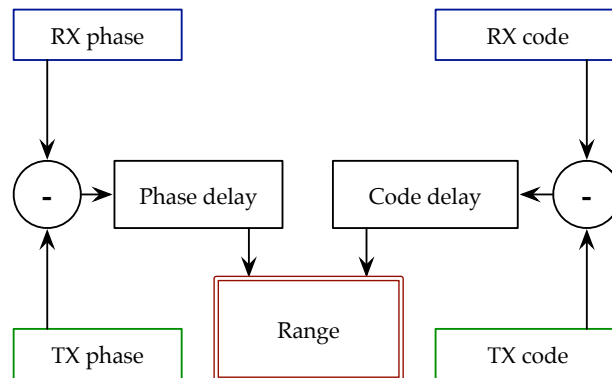 RX phase
RX code
-
Phase delay
Code delay
-
Range
TX phase
TX code